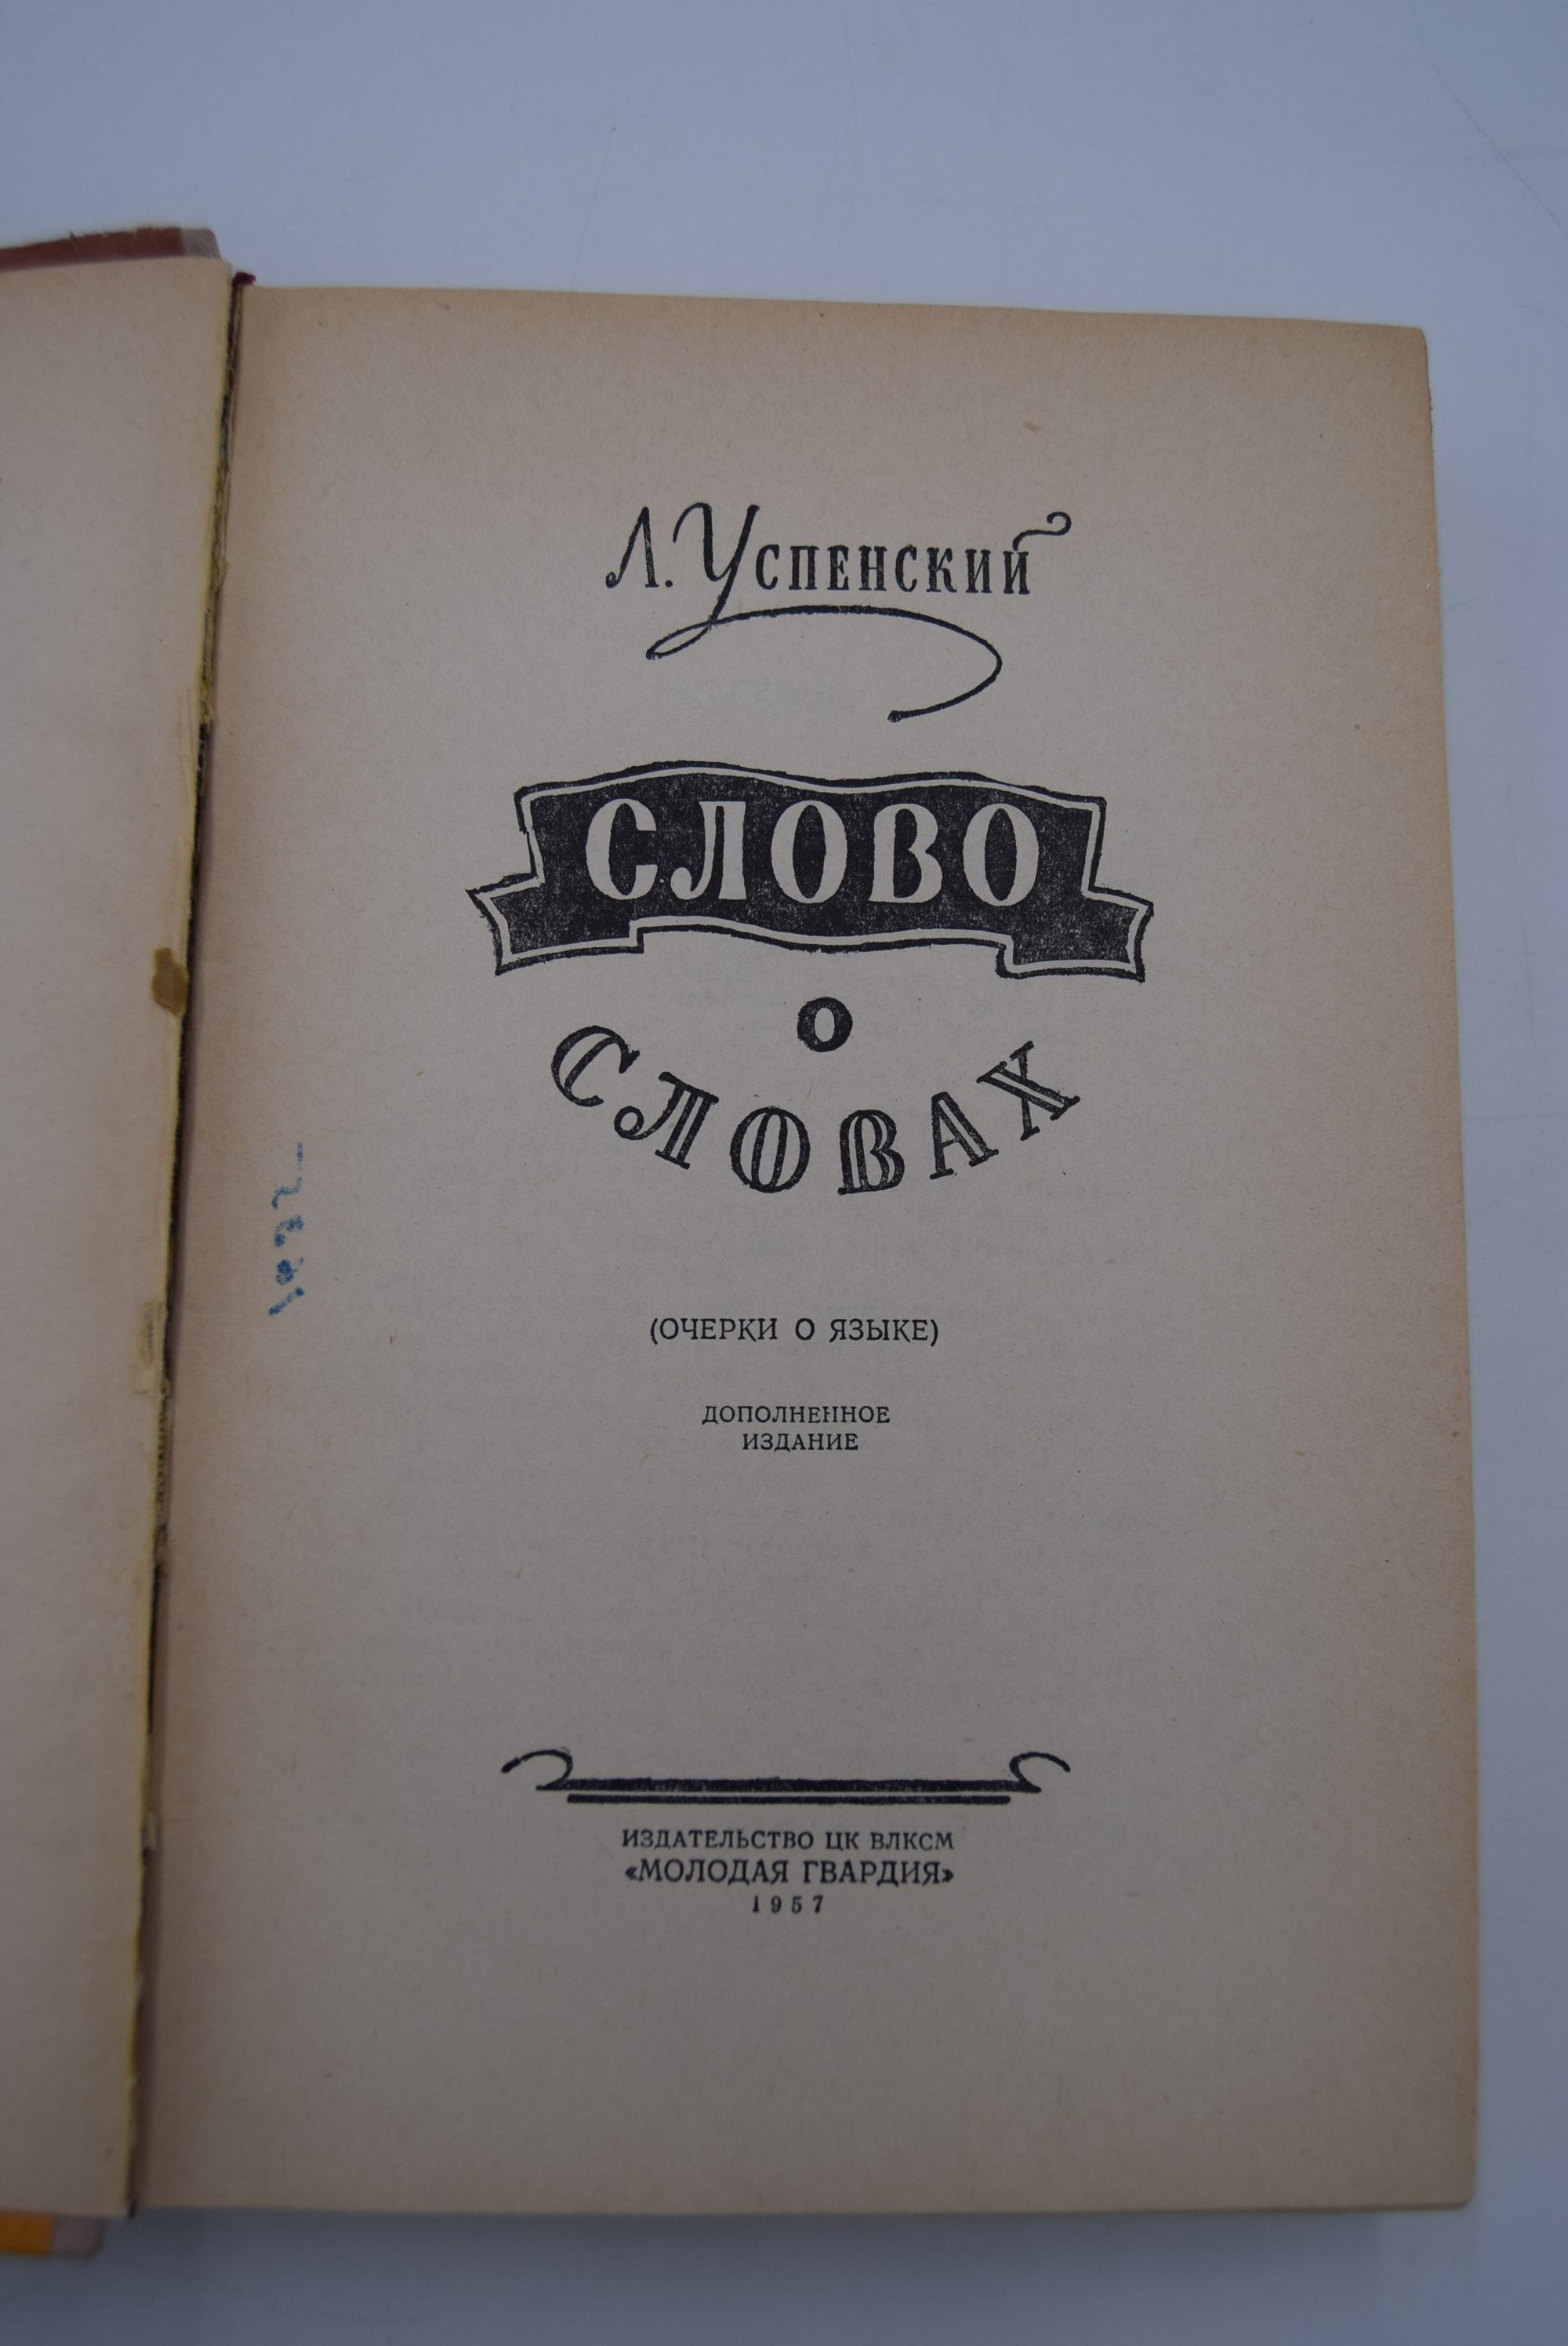 Л. Успенский
СЛОВО
О
СЛОВАХ
(ОЧЕРКИ О ЯЗЫКЕ)
ДОПОЛНЕННОЕ
ИЗДАНИЕ
ИЗДАТЕЛЬСТВО ЦК ВЛКСМ
«МОЛОДАЯ ГВАРДИЯ»
1957